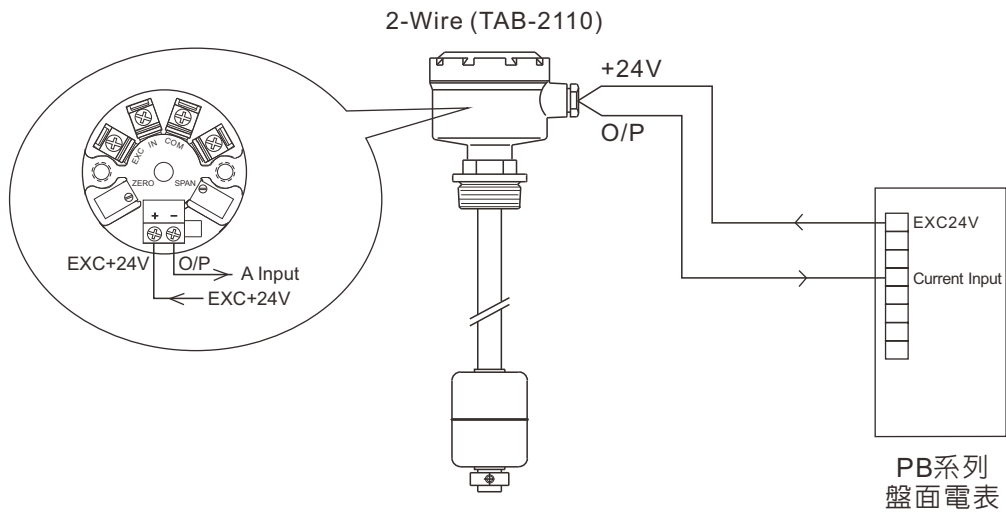 2-Wire (TAB-2110)
+24V
O/P
EXC IN COM
ZERO SPAN
+ −
EXC+24V O/P
A Input
EXC+24V
EXC24V
Current Input
PB系列
盤面電表